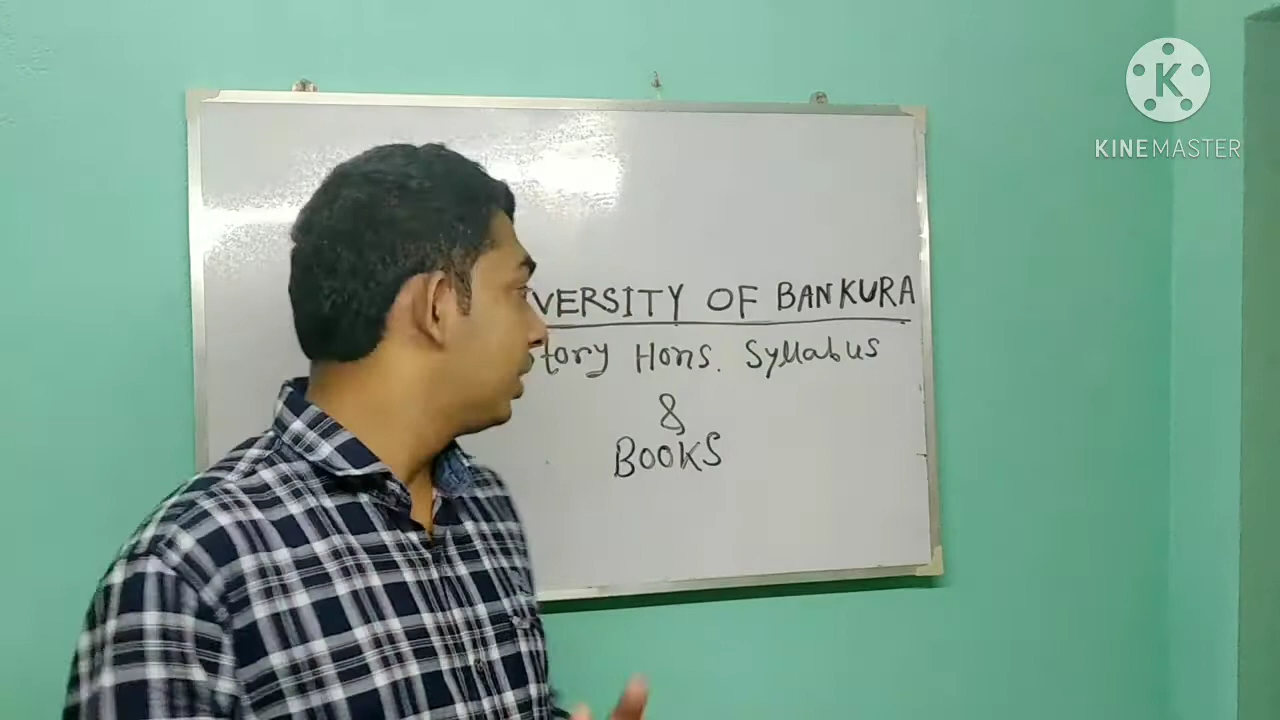 VERSITY OF BANKURA
tory Hons. Syllabus
&
BOOKS
K
KINEMASTER